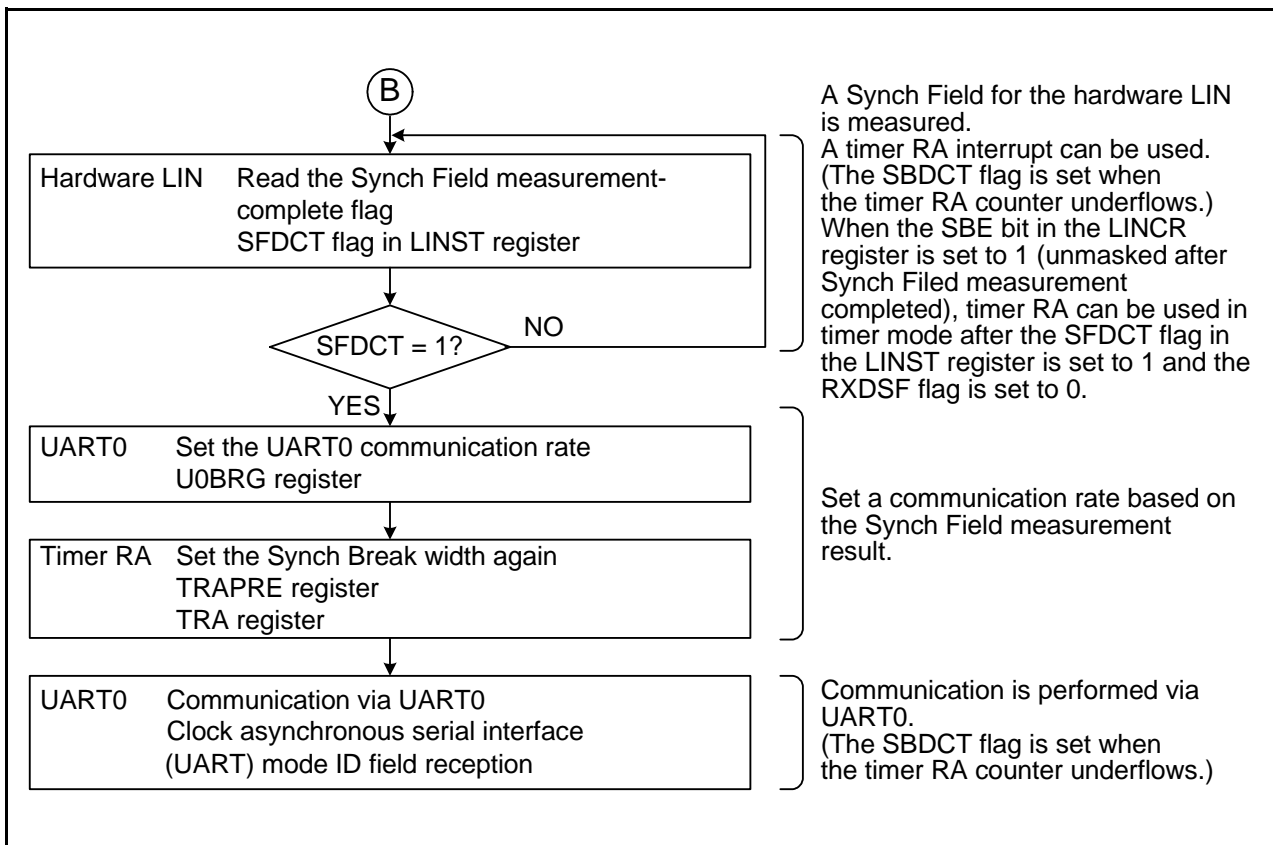 B
Hardware LIN Read the Synch Field measurement-
complete flag
SFDCT flag in LINST register
SFDCT = 1?
NO
YES
A Synch Field for the hardware LIN
is measured.
A timer RA interrupt can be used.
(The SBDCT flag is set when
the timer RA counter underflows.)
When the SBE bit in the LINCR
register is set to 1 (unmasked after
Synch Filed measurement
completed), timer RA can be used in
timer mode after the SFDCT flag in
the LINST register is set to 1 and the
RXDSF flag is set to 0.
UART0 Set the UART0 communication rate
U0BRG register
Timer RA Set the Synch Break width again
TRAPRE register
TRA register
Set a communication rate based on
the Synch Field measurement
result.
UART0 Communication via UART0
Clock asynchronous serial interface
(UART) mode ID field reception
Communication is performed via
UART0.
(The SBDCT flag is set when
the timer RA counter underflows.)